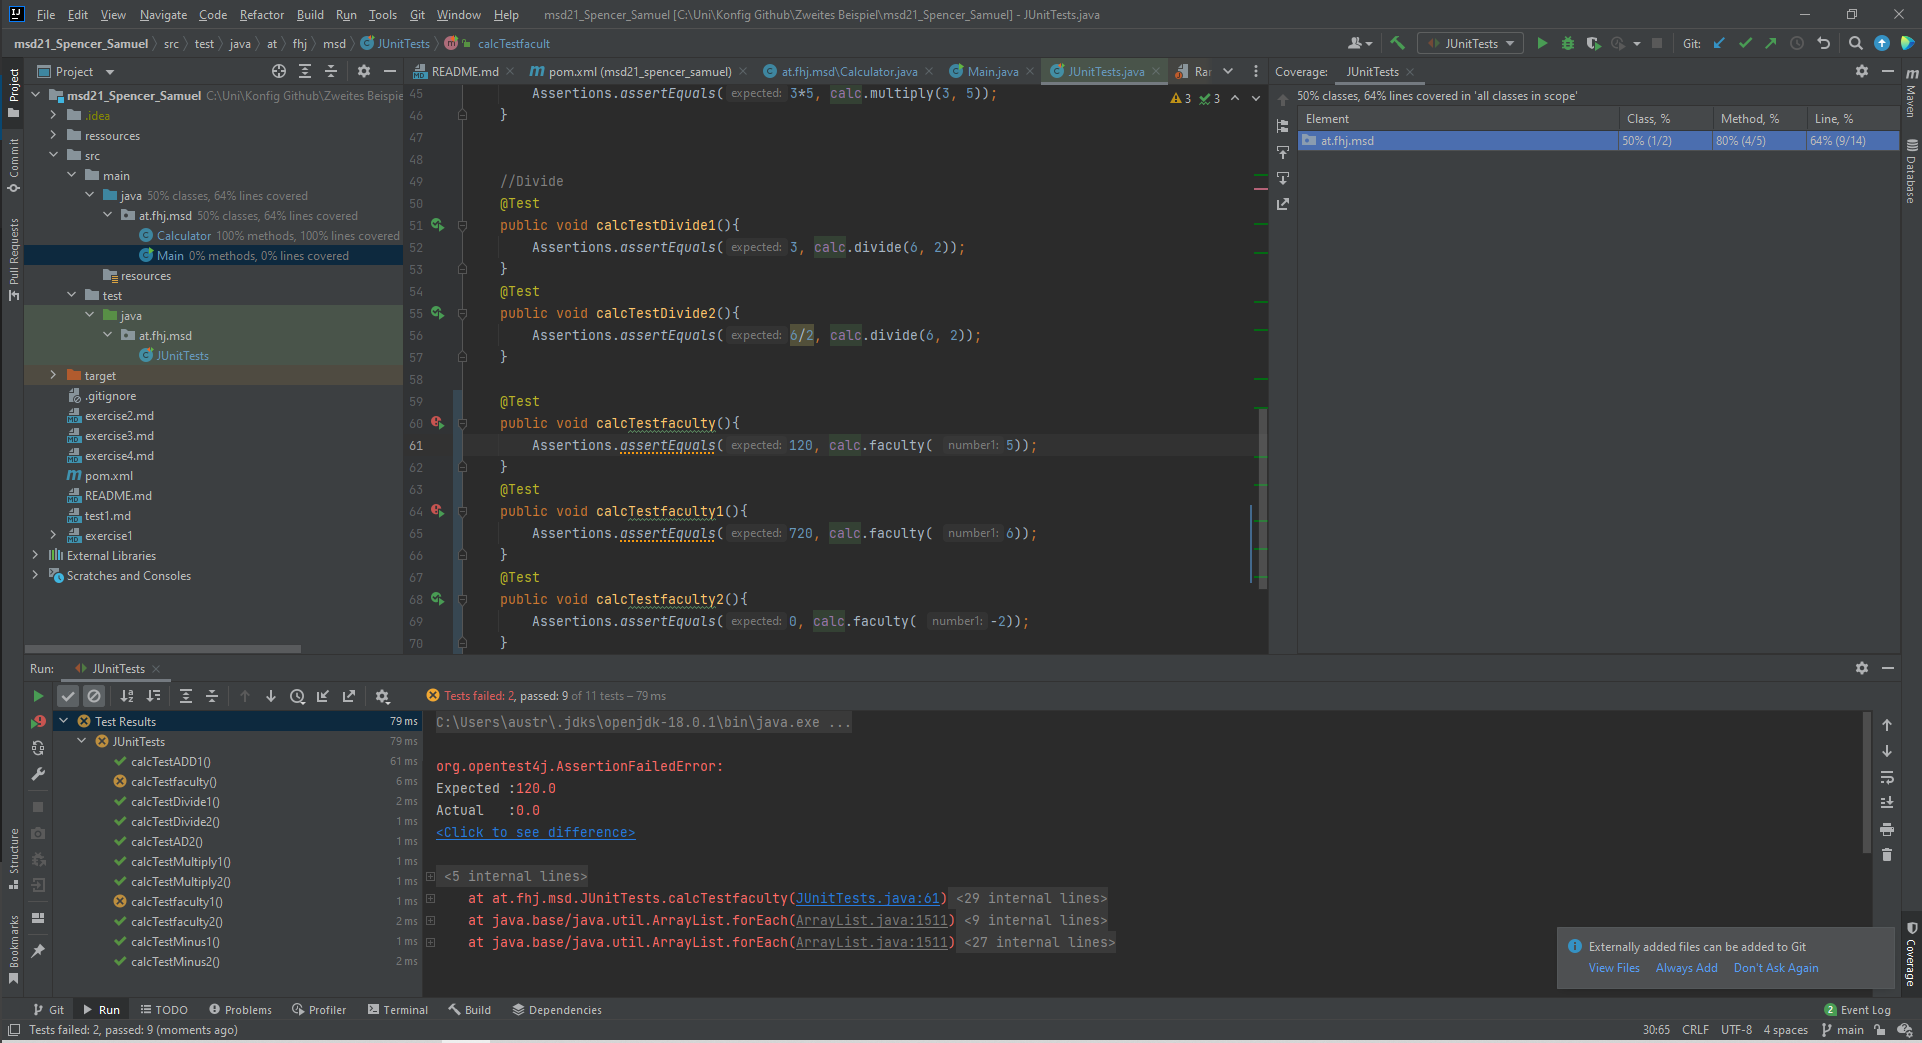 File Edit View Navigate Code Refactor Build Run Tools Git Window Help msd21_Spencer_Samuel [C:\Uni\Konfig Github\Zweites Beispiel\msd21_Spencer_Samuel] - JUnitTests.java
msd21_Spencer_Samuel src test java at fhj msd JUnitTests calcTestfacult
JUnitTests Git:
Project
README.md pom.xml (msd21_spencer_samuel) at.fhj.msd\Calculator.java Main.java JUnitTests.java Rar
Coverage: JUnitTests
Project
Commit
Pull Requests
Structure
Bookmarks
msd21_Spencer_Samuel C:\Uni\Konfig Github\Zweites Beispie
.idea
ressources
src
main
java 50% classes, 64% lines covered
at.fhj.msd 50% classes, 64% lines covered
Calculator 100% methods, 100% lines covered
Main 0% methods, 0% lines covered
resources
test
java
at.fhj.msd
JUnitTests
target
.gitignore
exercise2.md
exercise3.md
exercise4.md
pom.xml
README.md
test1.md
exercise1
External Libraries
Scratches and Consoles
3 3
45 Assertions.assertEquals( expected: 3*5, calc.multiply(3, 5));
46 }
47
48
49 //Divide
50 @Test
51 public void calcTestDivide1(){
52 Assertions.assertEquals( expected: 3, calc.divide(6, 2));
53 }
54 @Test
55 public void calcTestDivide2(){
56 Assertions.assertEquals( expected: 6/2, calc.divide(6, 2));
57 }
58
59 @Test
60 public void calcTestfaculty(){
61 Assertions.assertEquals( expected: 120, calc.faculty( number1: 5));
62 }
63 @Test
64 public void calcTestfaculty1(){
65 Assertions.assertEquals( expected: 720, calc.faculty( number1: 6));
66 }
67 @Test
68 public void calcTestfaculty2(){
69 Assertions.assertEquals( expected: 0, calc.faculty( number1: -2));
70 }
50% classes, 64% lines covered in 'all classes in scope'
Element Class, % Method, % Line, %
at.fhj.msd 50% (1/2) 80% (4/5) 64% (9/14)
Maven
Database
Coverage
Run: JUnitTests
Tests failed: 2, passed: 9 of 11 tests – 79 ms
Test Results 79 ms
JUnitTests 79 ms
calcTestADD1() 61 ms
calcTestfaculty() 6 ms
calcTestDivide1() 2 ms
calcTestDivide2() 1 ms
calcTestAD2() 1 ms
calcTestMultiply1() 1 ms
calcTestMultiply2() 1 ms
calcTestfaculty1() 1 ms
calcTestfaculty2() 2 ms
calcTestMinus1() 1 ms
calcTestMinus2() 2 ms
C:\Users\austr\.jdks\openjdk-18.0.1\bin\java.exe ...
org.opentest4j.AssertionFailedError:
Expected :120.0
Actual :0.0
<Click to see difference>
<5 internal lines>
at at.fhj.msd.JUnitTests.calcTestfaculty(JUnitTests.java:61) <29 internal lines>
at java.base/java.util.ArrayList.forEach(ArrayList.java:1511) <9 internal lines>
at java.base/java.util.ArrayList.forEach(ArrayList.java:1511) <27 internal lines>
Externally added files can be added to Git
View Files Always Add Don't Ask Again
Git Run TODO Problems Profiler Terminal Build Dependencies 2 Event Log
Tests failed: 2, passed: 9 (moments ago) 30:65 CRLF UTF-8 4 spaces main